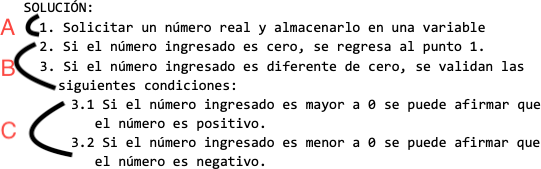 SOLUCIÓN:
A 1. Solicitar un número real y almacenarlo en una variable
2. Si el número ingresado es cero, se regresa al punto 1.
B 3. Si el número ingresado es diferente de cero, se validan las
siguientes condiciones:
3.1 Si el número ingresado es mayor a 0 se puede afirmar que
C el número es positivo.
3.2 Si el número ingresado es menor a 0 se puede afirmar que
el número es negativo.